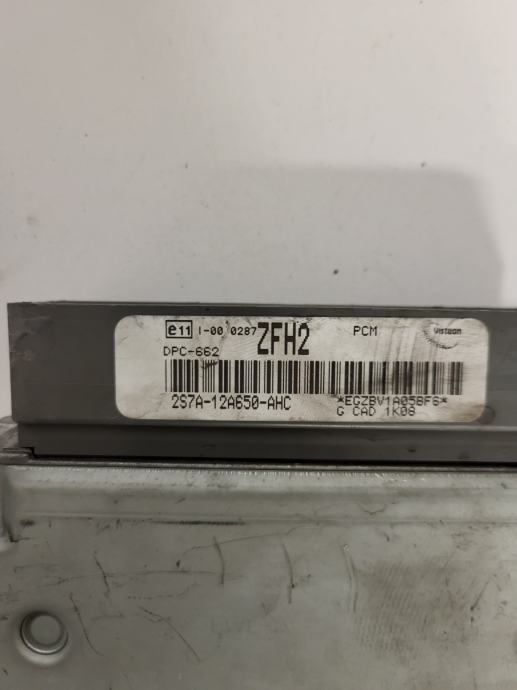 e11 I-00 0287 ZFH2 PCM Visteon
DPC-662
2S7A-12A650-AHC *EGZBV1A05BF6*
G CAD 1K08